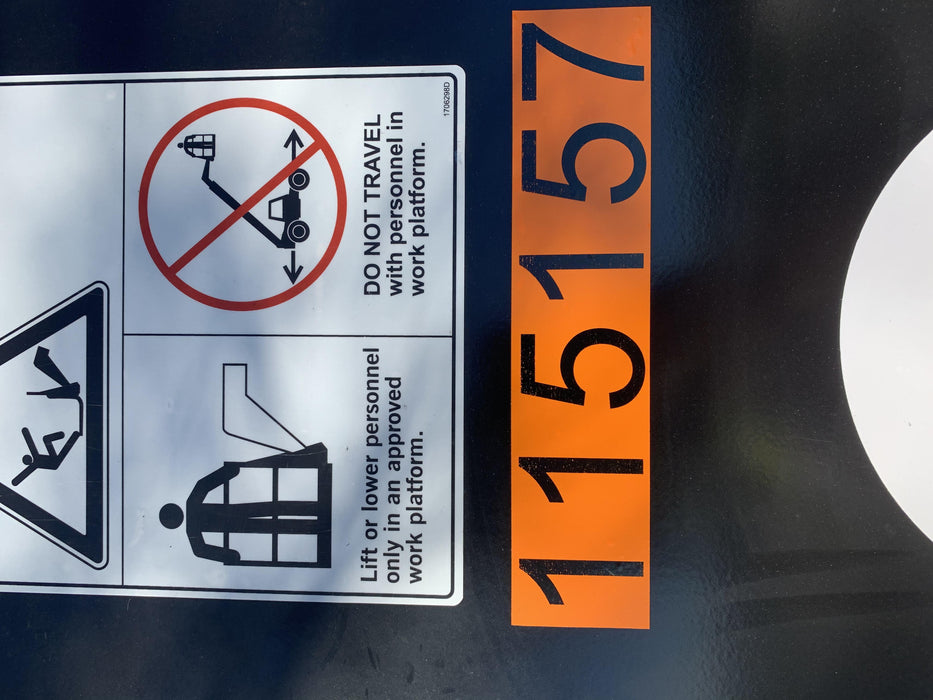 Lift or lower personnel
only in an approved
work platform.
DO NOT TRAVEL
with personnel in
work platform.
1706298D
115157